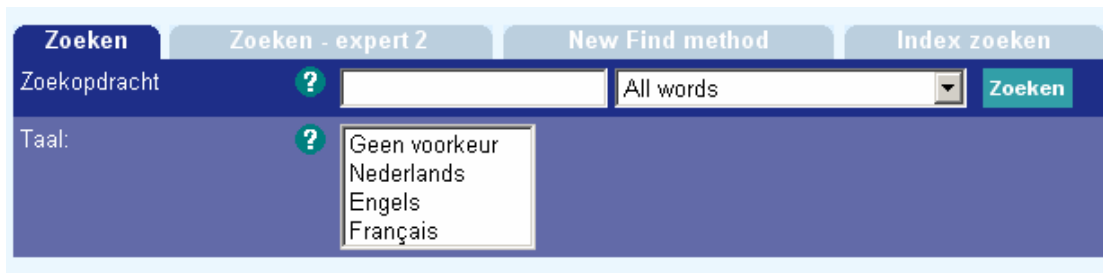 Zoeken Zoeken - expert 2 New Find method Index zoeken
Zoekopdracht ? All words Zoeken
Taal: ? Geen voorkeur
Nederlands
Engels
Français